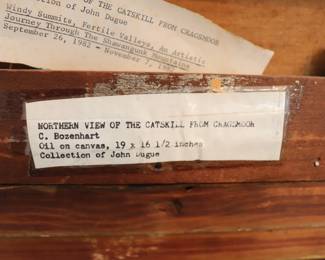 OF THE CATSKILL FROM CRAGSMOOR
ollection of John Dugue
Windy Summits, Fertile Valleys, An Artistic
Journey Through The Shawangunk Mountains
September 26, 1982 - November 7, 1982
NORTHERN VIEW OF THE CATSKILL FROM CRAGSMOOR
C. Bozenhart
Oil on canvas, 19 x 16 1/2 inches
Collection of John Dugue